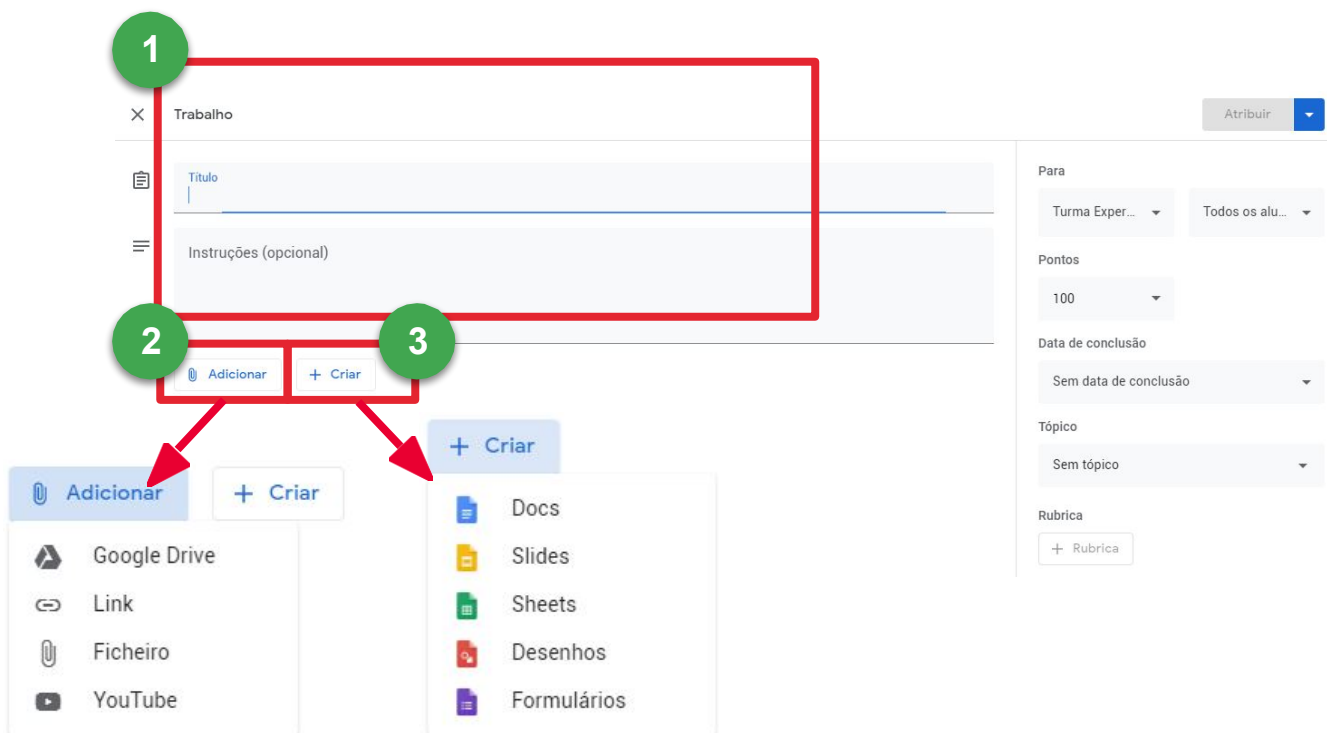 1
Trabalho
Atribuir
Título
Instruções (opcional)
2
3
Adicionar
+ Criar
Para
Turma Exper...
Todos os alu...
Pontos
100
Data de conclusão
Sem data de conclusão
Tópico
Sem tópico
Rubrica
+ Rubrica
Adicionar
+ Criar
Google Drive
Link
Ficheiro
YouTube
+ Criar
Docs
Slides
Sheets
Desenhos
Formulários